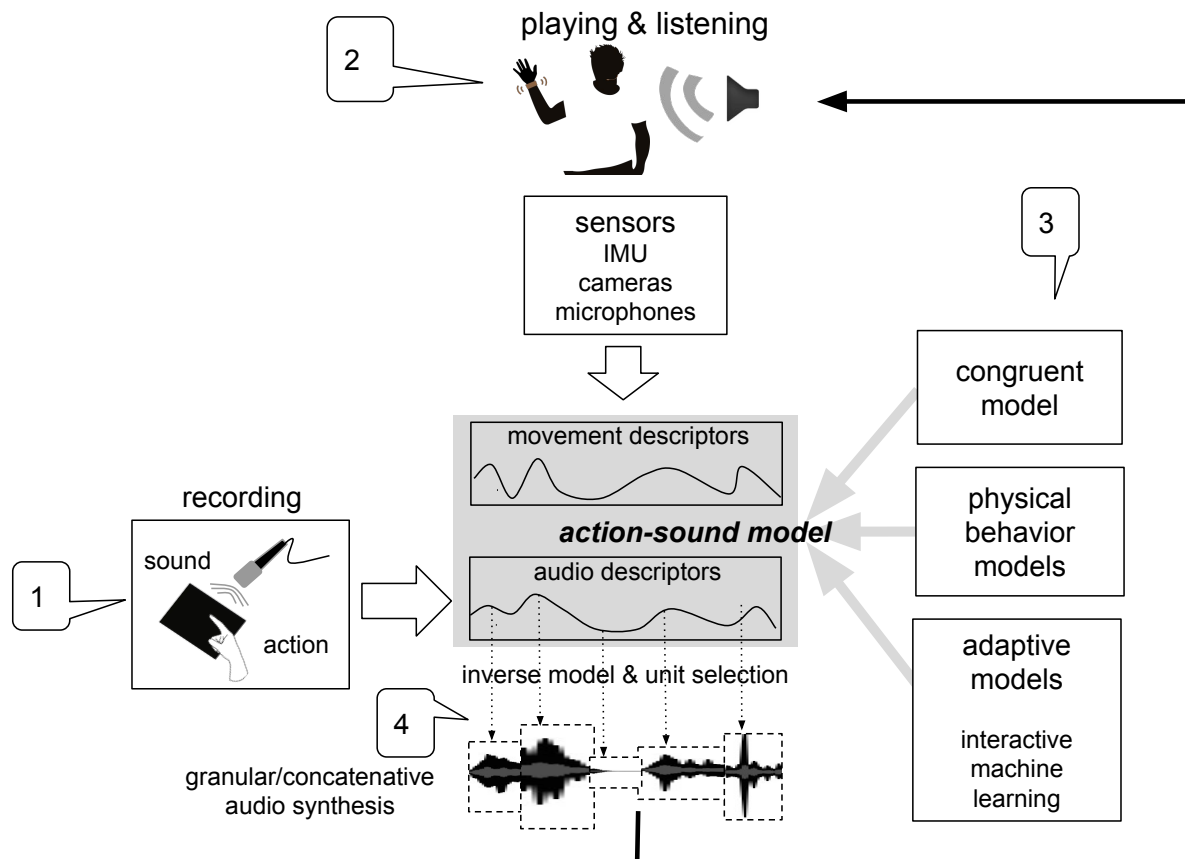 playing & listening
2
sensors
IMU
cameras
microphones
3
congruent
model
movement descriptors
recording
physical
behavior
models
action-sound model
sound
audio descriptors
1
action
adaptive
models
inverse model & unit selection
4
interactive
machine
learning
granular/concatenative
audio synthesis